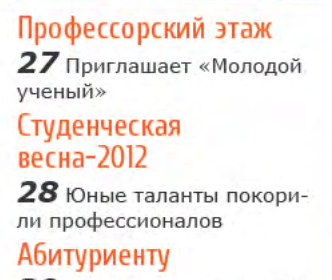 Профессорский этаж
27 Приглашает «Молодой
ученый»
Студенческая
весна-2012
28 Юные таланты покори-
ли профессионалов
Абитуриенту